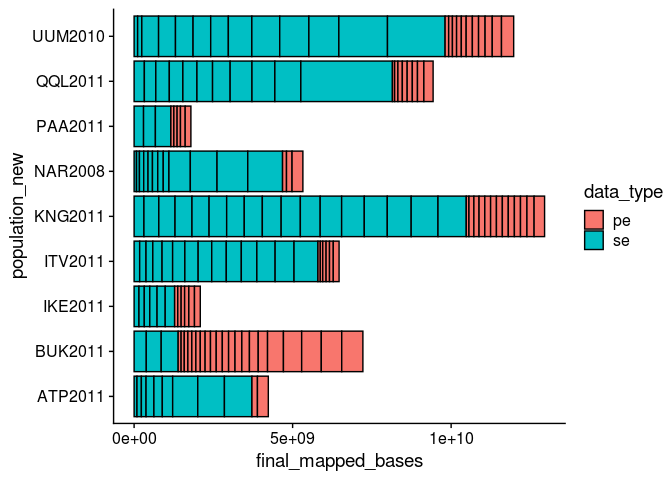 UUM2010
QQL2011
PAA2011
NAR2008
KNG2011
ITV2011
IKE2011
BUK2011
ATP2011
population_new
0e+00 5e+09 1e+10
final_mapped_bases
data_type
pe
se